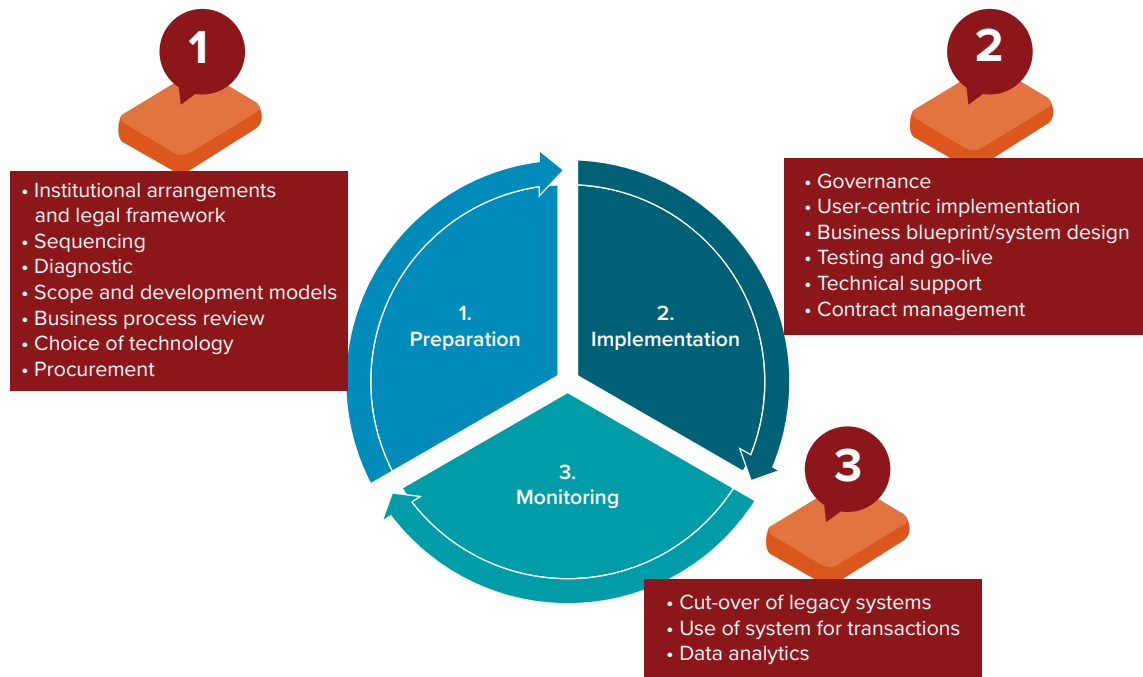 1
• Institutional arrangements
and legal framework
• Sequencing
• Diagnostic
• Scope and development models
• Business process review
• Choice of technology
• Procurement
2
• Governance
• User-centric implementation
• Business blueprint/system design
• Testing and go-live
• Technical support
• Contract management
1.
Preparation
2.
Implementation
3.
Monitoring
3
• Cut-over of legacy systems
• Use of system for transactions
• Data analytics